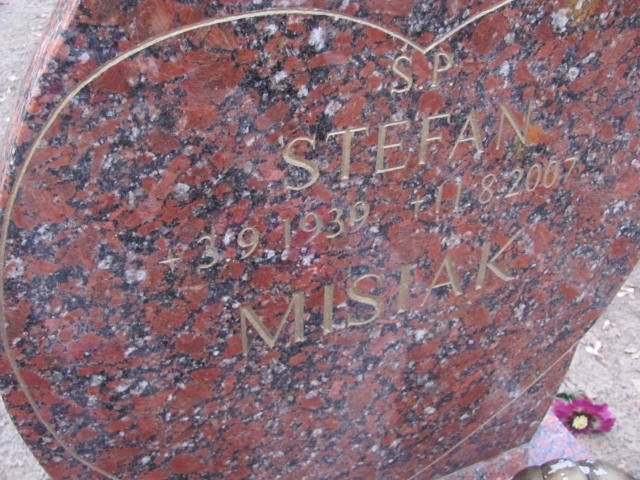 Ś P
STEFAN
+ 3.9.1939 +11.8.2007
MISIAK